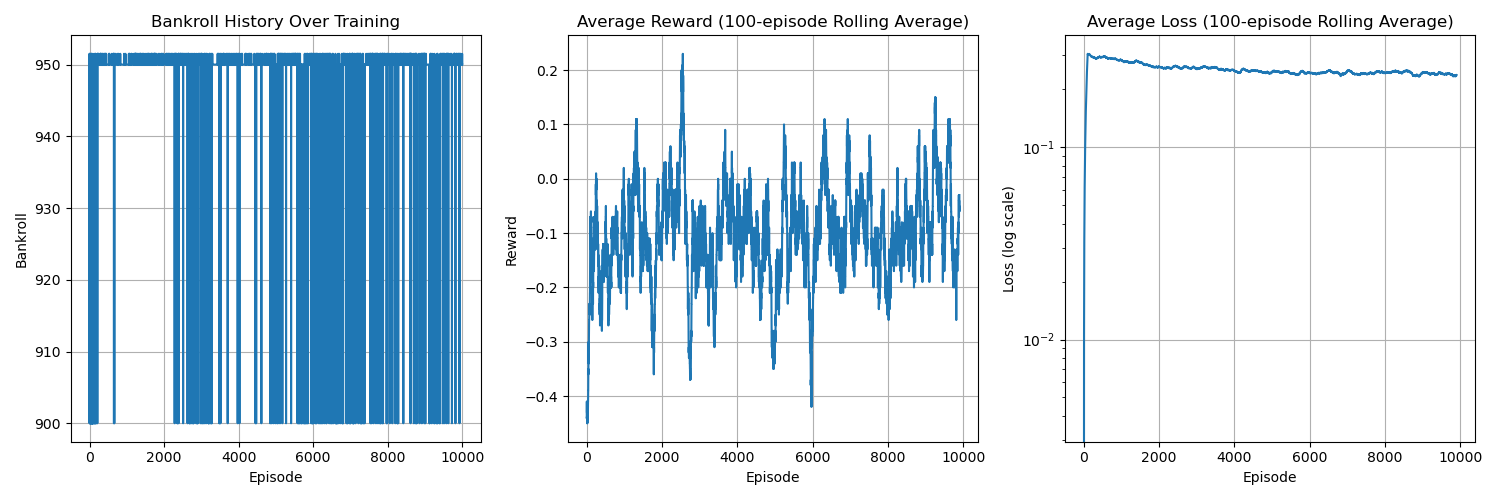 Bankroll History Over Training
Bankroll
950
940
930
920
910
900
0 2000 4000 6000 8000 10000
Episode
Average Reward (100-episode Rolling Average)
Reward
0.2
0.1
0.0
−0.1
−0.2
−0.3
−0.4
0 2000 4000 6000 8000 10000
Episode
Average Loss (100-episode Rolling Average)
Loss (log scale)
10⁻¹
10⁻²
0 2000 4000 6000 8000 10000
Episode